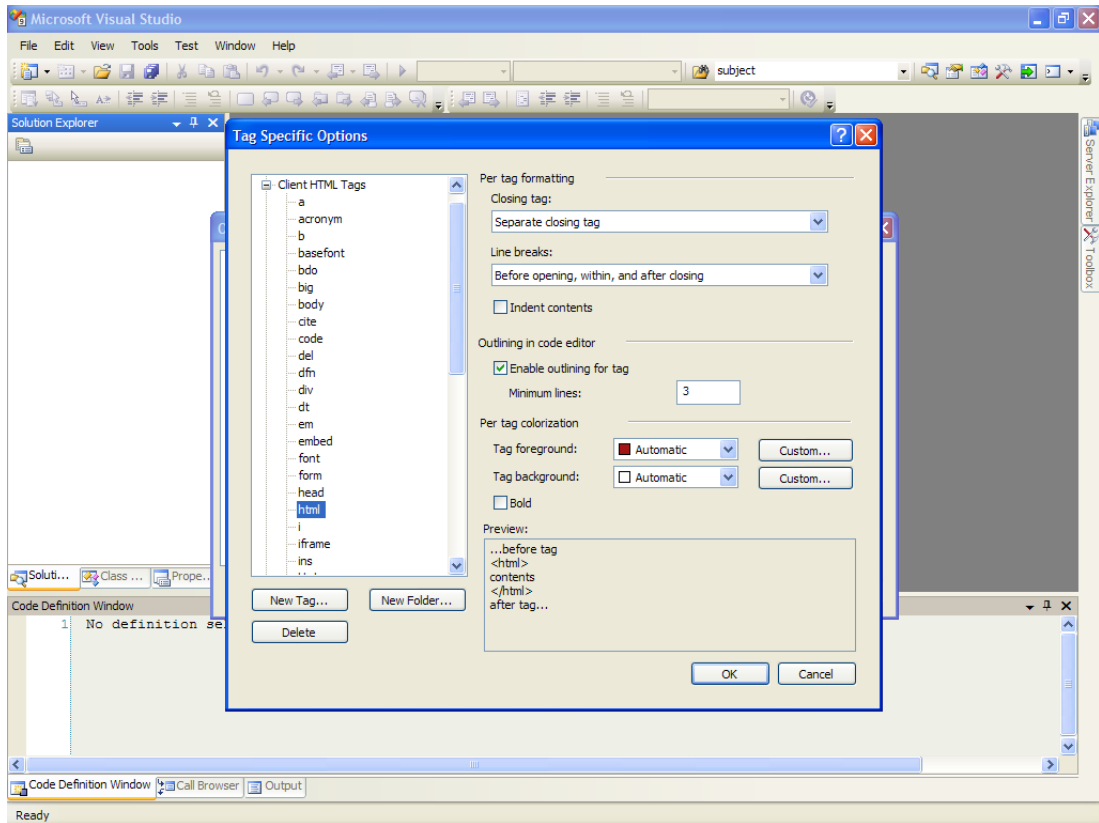 Microsoft Visual Studio
File Edit View Tools Test Window Help
subject
Solution Explorer
Server Explorer
Toolbox
Tag Specific Options
Client HTML Tags
a
acronym
b
basefont
bdo
big
body
cite
code
del
dfn
div
dt
em
embed
font
form
head
html
i
iframe
ins
New Tag...
New Folder...
Delete
Per tag formatting
Closing tag:
Separate closing tag
Line breaks:
Before opening, within, and after closing
Indent contents
Outlining in code editor
Enable outlining for tag
Minimum lines: 3
Per tag colorization
Tag foreground: Automatic Custom...
Tag background: Automatic Custom...
Bold
Preview:
...before tag
<html>
contents
</html>
after tag...
OK Cancel
Soluti... Class ... Prope...
Code Definition Window
1 No definition se
Code Definition Window Call Browser Output
Ready